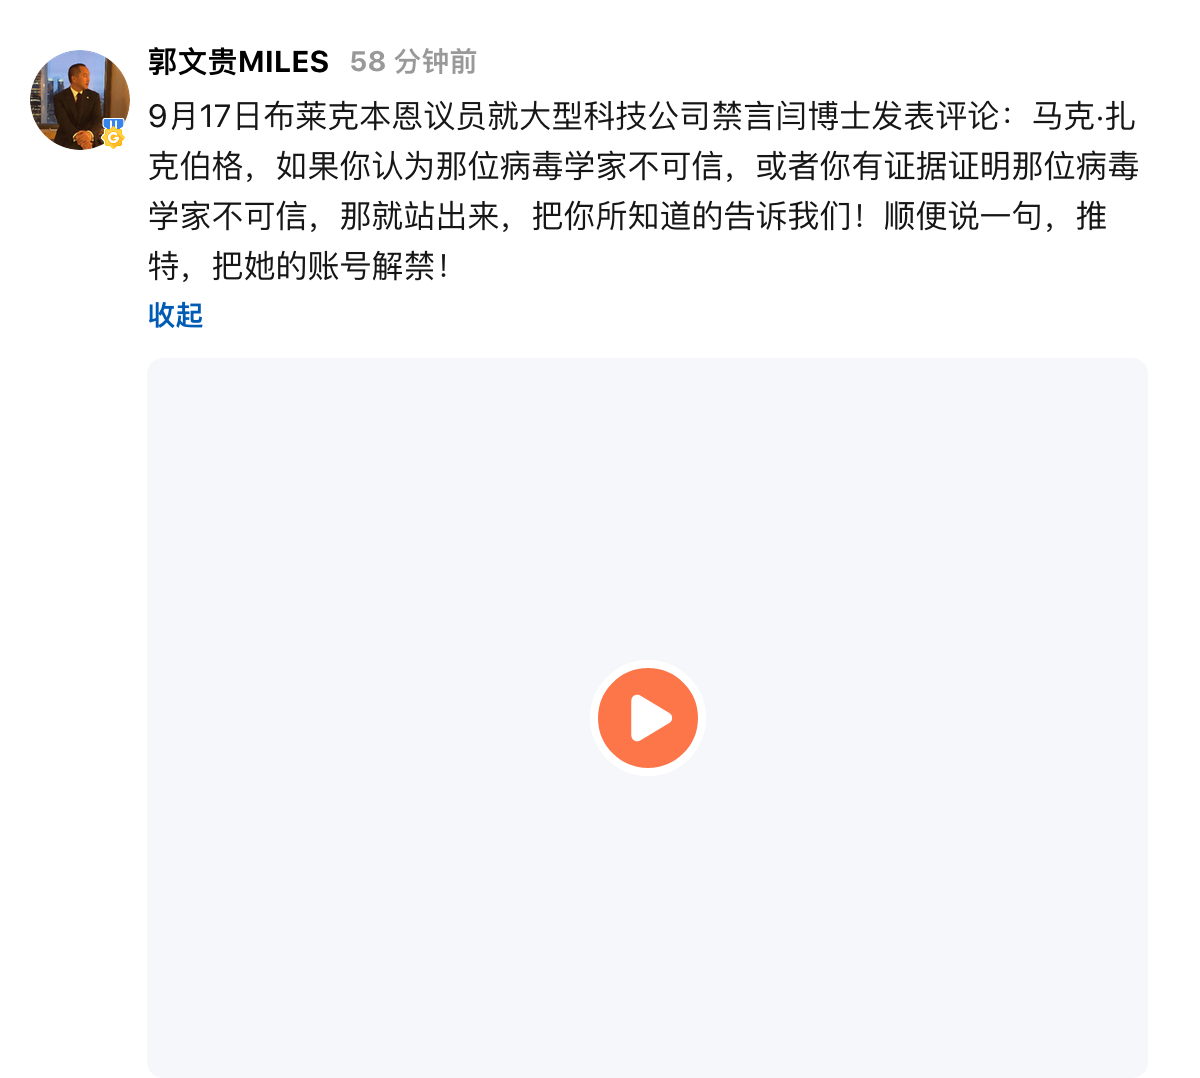 郭文贵MILES 58 分钟前
9月17日布莱克本恩议员就大型科技公司禁言闫博士发表评论：马克·扎
克伯格，如果你认为那位病毒学家不可信，或者你有证据证明那位病毒
学家不可信，那就站出来，把你所知道的告诉我们！顺便说一句，推
特，把她的账号解禁！
收起